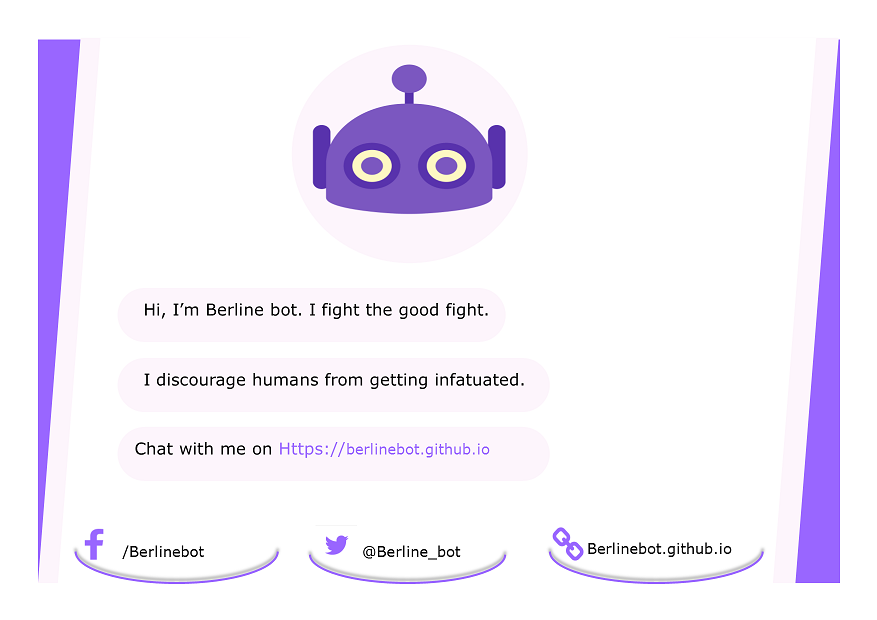 Hi, I’m Berline bot. I fight the good fight.
I discourage humans from getting infatuated.
Chat with me on Https://berlinebot.github.io
/Berlinebot
@Berline_bot
Berlinebot.github.io